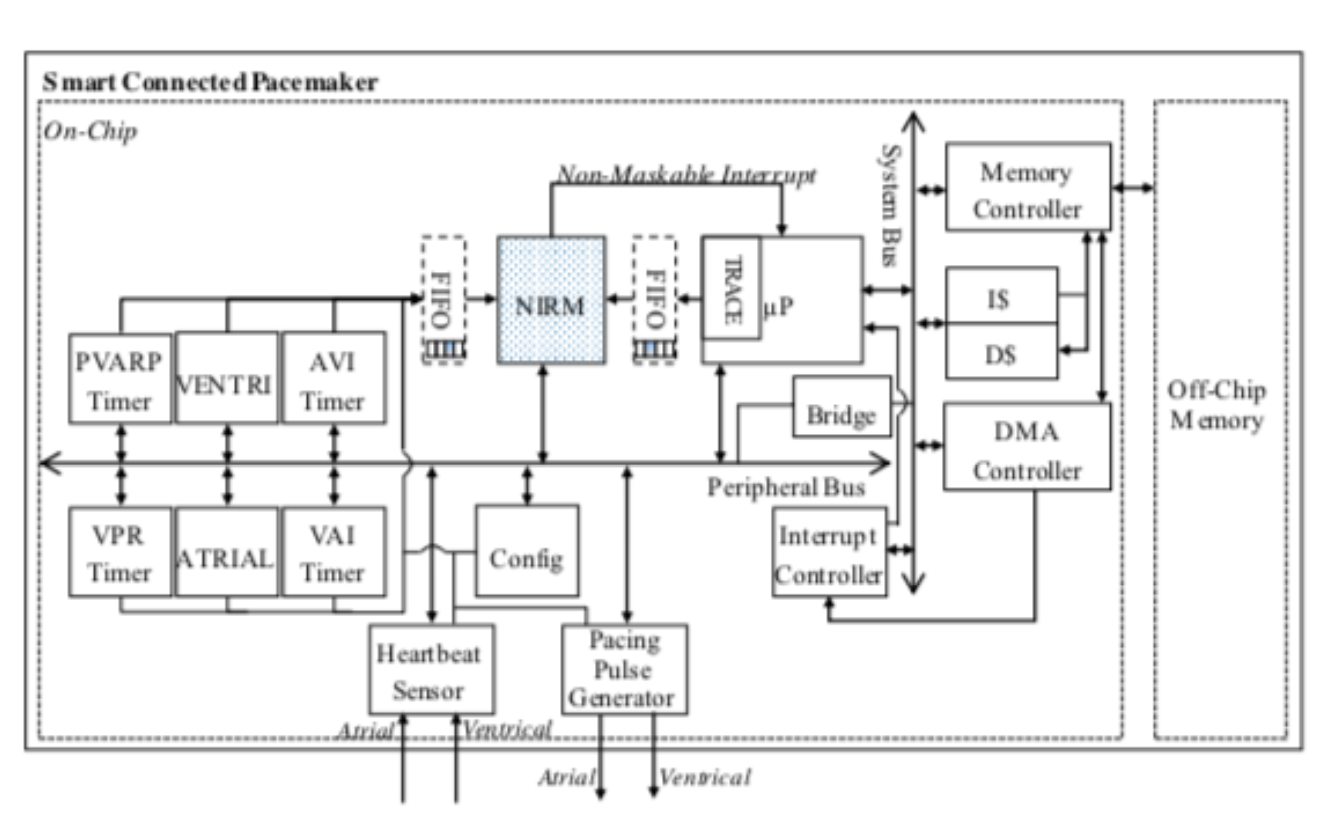 Smart Connected Pacemaker
On-Chip
Non-Maskable Interrupt
System Bus
Memory
Controller
FIFO
NIRM
FIFO
TRACE
μP
I$
D$
PVARP
Timer
VENTRI
AVI
Timer
Bridge
DMA
Controller
Off-Chip
Memory
Peripheral Bus
VPR
Timer
ATRIAL
VAI
Timer
Config
Interrupt
Controller
Heartbeat
Sensor
Pacing
Pulse
Generator
Atrial
Ventrical
Atrial
Ventrical